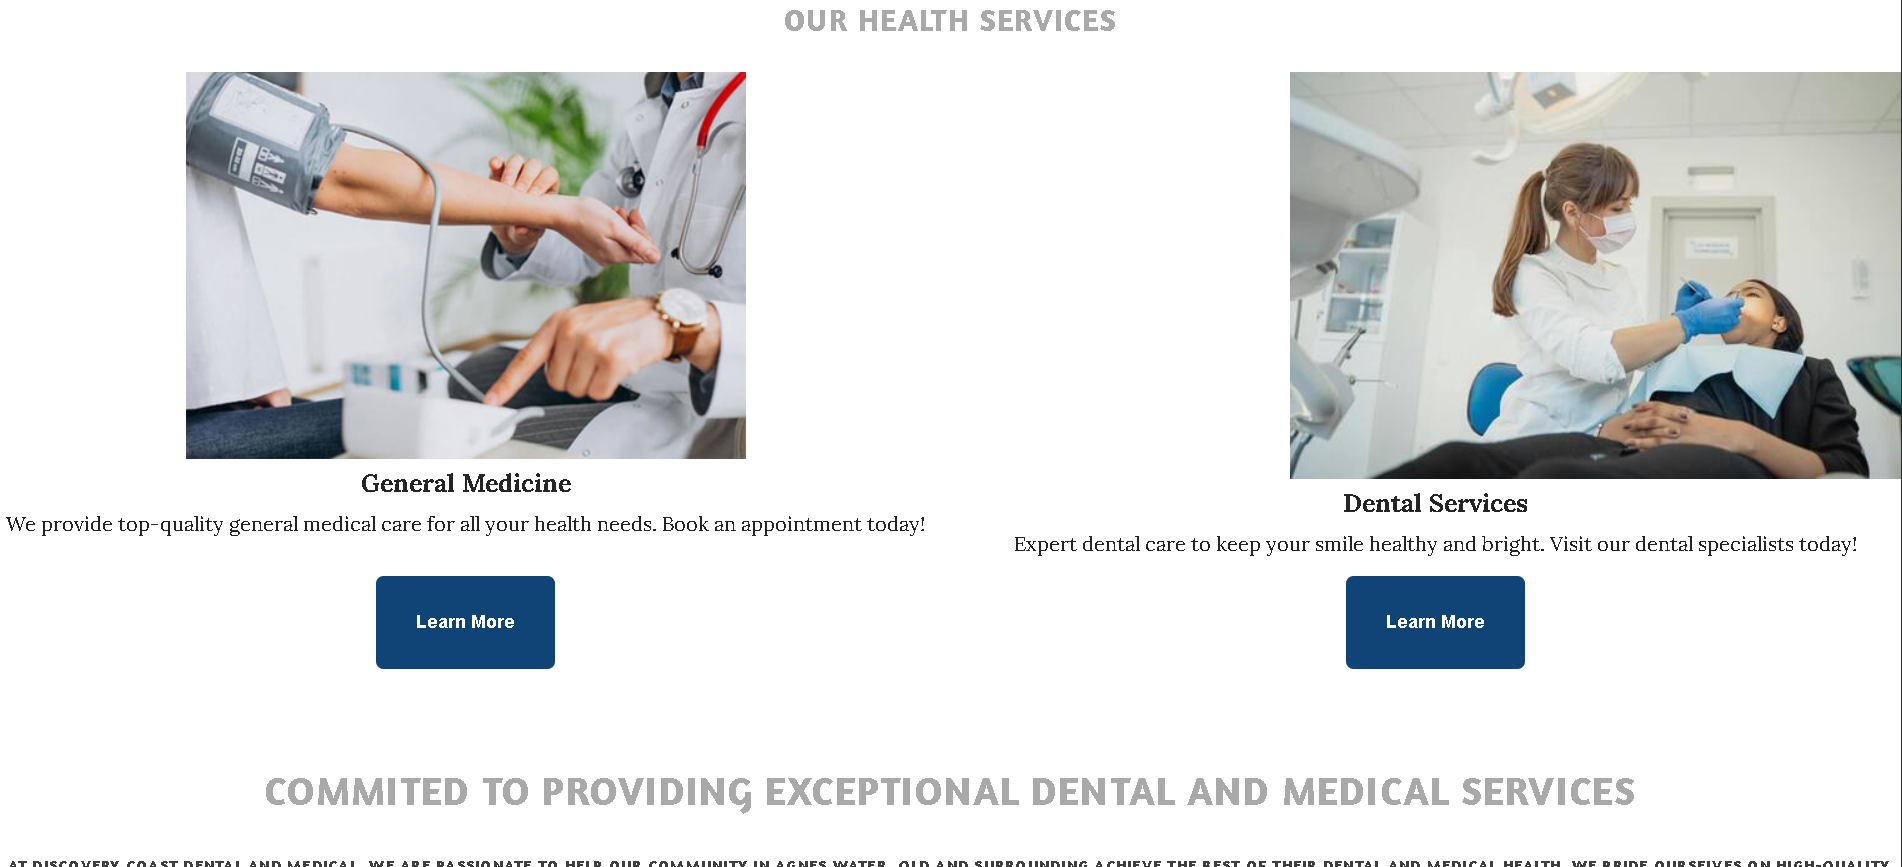 OUR HEALTH SERVICES
General Medicine
We provide top-quality general medical care for all your health needs. Book an appointment today!
Learn More
Dental Services
Expert dental care to keep your smile healthy and bright. Visit our dental specialists today!
Learn More
COMMITED TO PROVIDING EXCEPTIONAL DENTAL AND MEDICAL SERVICES
AT DISCOVERY COAST DENTAL AND MEDICAL, WE ARE PASSIONATE TO HELP OUR COMMUNITY IN AGNES WATER, QLD AND SURROUNDING ACHIEVE THE BEST OF THEIR DENTAL AND MEDICAL HEALTH. WE PRIDE OURSELVES ON HIGH-QUALITY